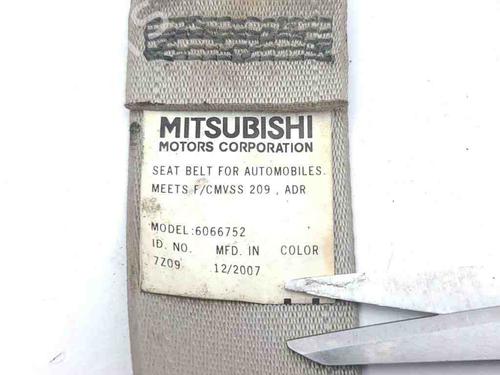 MITSUBISHI
MOTORS CORPORATION
SEAT BELT FOR AUTOMOBILES.
MEETS F/CMVSS 209 , ADR
MODEL:6066752
ID. NO. MFD. IN COLOR
7Z09 12/2007